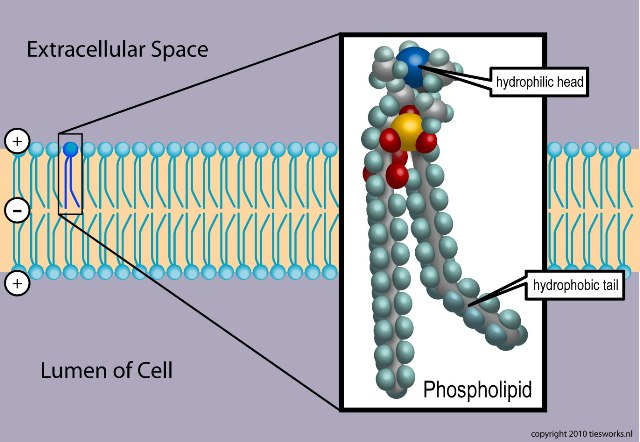 Extracellular Space
hydrophilic head
+
−
+
hydrophobic tail
Lumen of Cell
Phospholipid
copyright 2010 tiesworks.nl